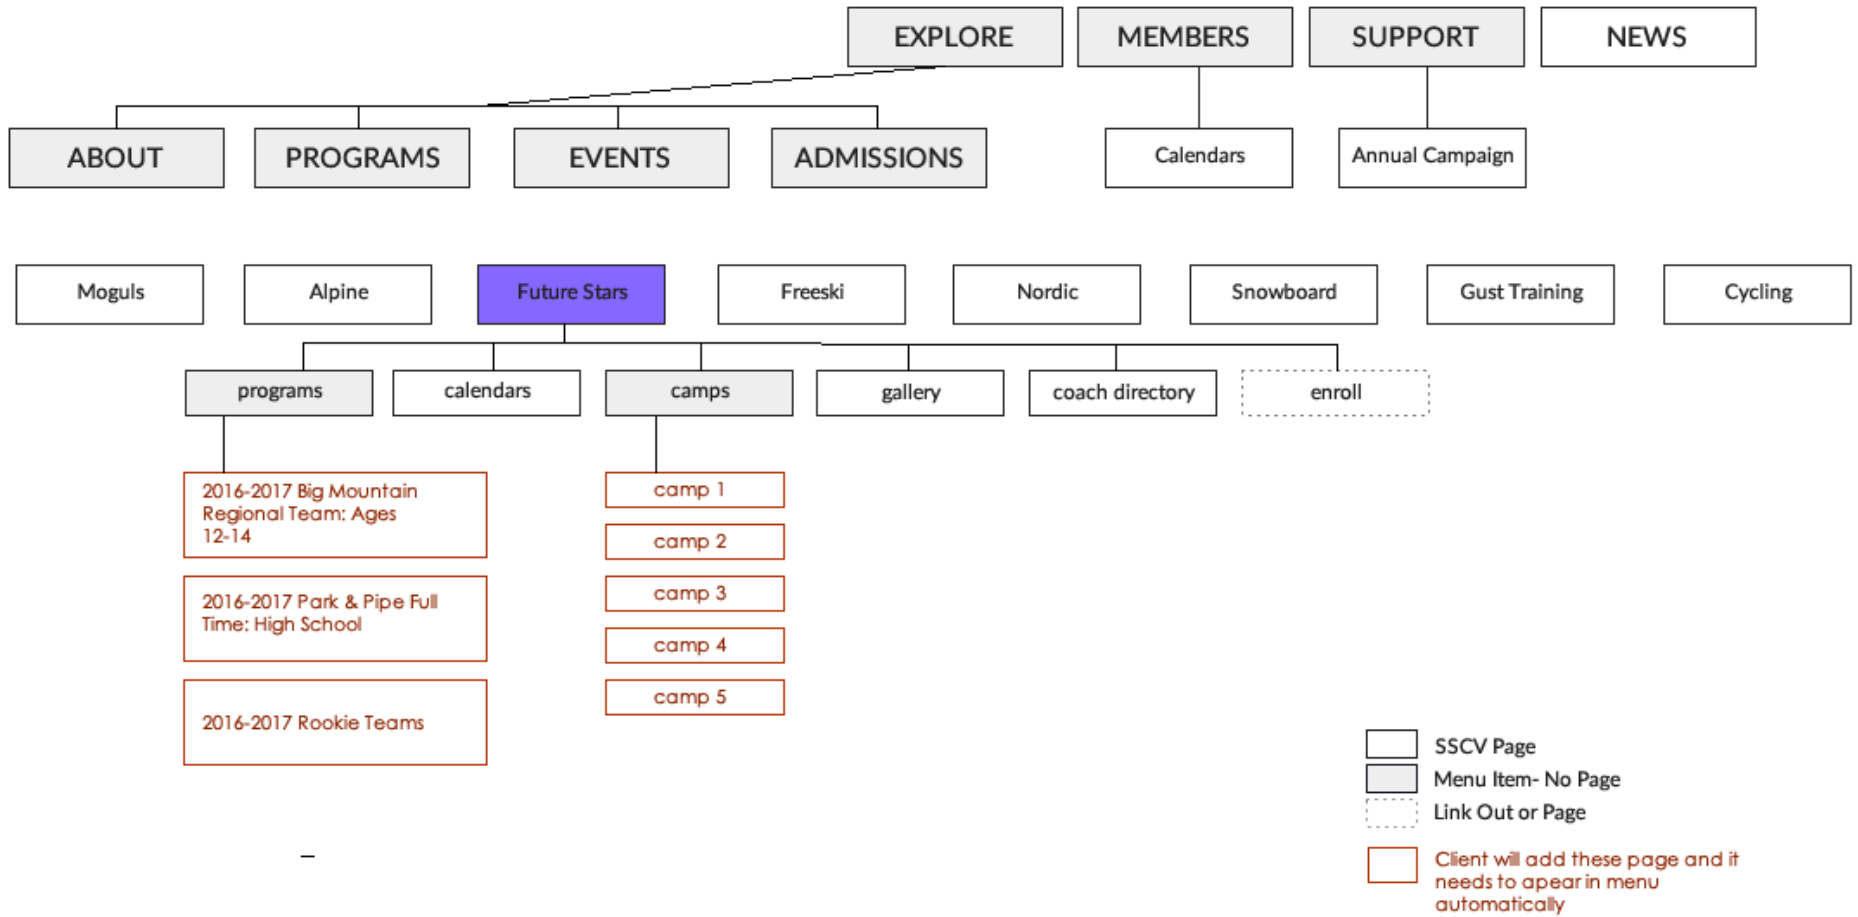 EXPLORE
MEMBERS
SUPPORT
NEWS
ABOUT
PROGRAMS
EVENTS
ADMISSIONS
Calendars
Annual Campaign
Moguls
Alpine
Future Stars
Freeski
Nordic
Snowboard
Gust Training
Cycling
programs
calendars
camps
gallery
coach directory
enroll
2016-2017 Big Mountain
Regional Team: Ages
12-14
2016-2017 Park & Pipe Full
Time: High School
2016-2017 Rookie Teams
camp 1
camp 2
camp 3
camp 4
camp 5
SSCV Page
Menu Item- No Page
Link Out or Page
Client will add these page and it
needs to apear in menu
automatically